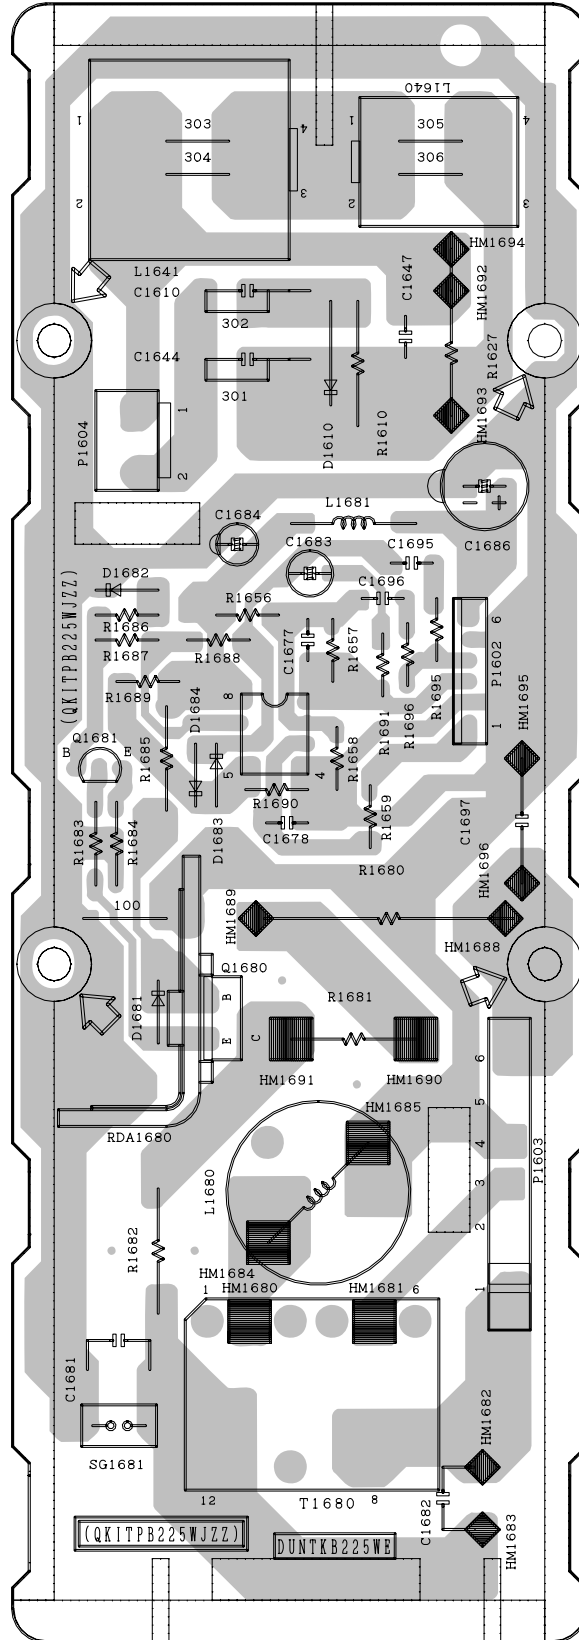 L1640
1
303
4
1
305
4
304
306
2
3
2
3
HM1694
L1641
C1610
C1647
HM1692
302
C1644
R1627
301
D1610
R1610
HM1693
P1604
1
2
L1681
C1684
C1683
C1695
C1686
D1682
C1696
R1686
R1656
6
(QKITPB225WJZZ)
R1687
R1688
C1677
R1657
P1602
R1689
D1684
8
R1691
R1696
R1695
1
HM1695
Q1681
B
E
R1685
5
4
R1658
R1690
D1683
C1678
R1659
C1697
R1683
R1684
R1680
HM1696
100
HM1689
HM1688
Q1680
D1681
B
E
C
R1681
6
HM1691
HM1690
RDA1680
HM1685
5
4
P1603
L1680
3
2
R1682
HM1684
1
HM1680
HM1681
6
1
C1681
SG1681
HM1682
12
T1680
8
C1682
HM1683
(QKITPB225WJZZ)
DUNTKB225WE